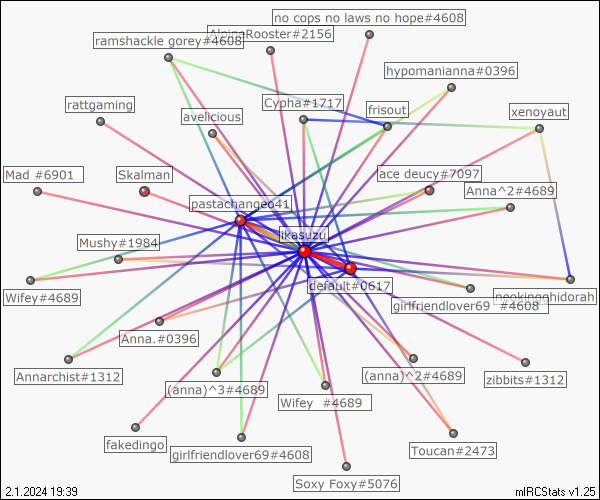 no cops no laws no hope#4608
AlpineRooster#2156
ramshackle gorey#4608
hypomanianna#0396
rattgaming
Cypha#1717
frisout
xenoyaut
avelicious
Mad #6901
Skalman
ace deucy#7097
Anna^2#4689
pastachangeo41
likasuzu
Mushy#1984
default#0617
Wifey#4689
girlfriendlover69 #4608
neokingghidorah
Anna.#0396
Annarchist#1312
(anna)^3#4689
(anna)^2#4689
zibbits#1312
Wifey #4689
fakedingo
girlfriendlover69#4608
Toucan#2473
Soxy Foxy#5076
2.1.2024 19:39
mIRCStats v1.25